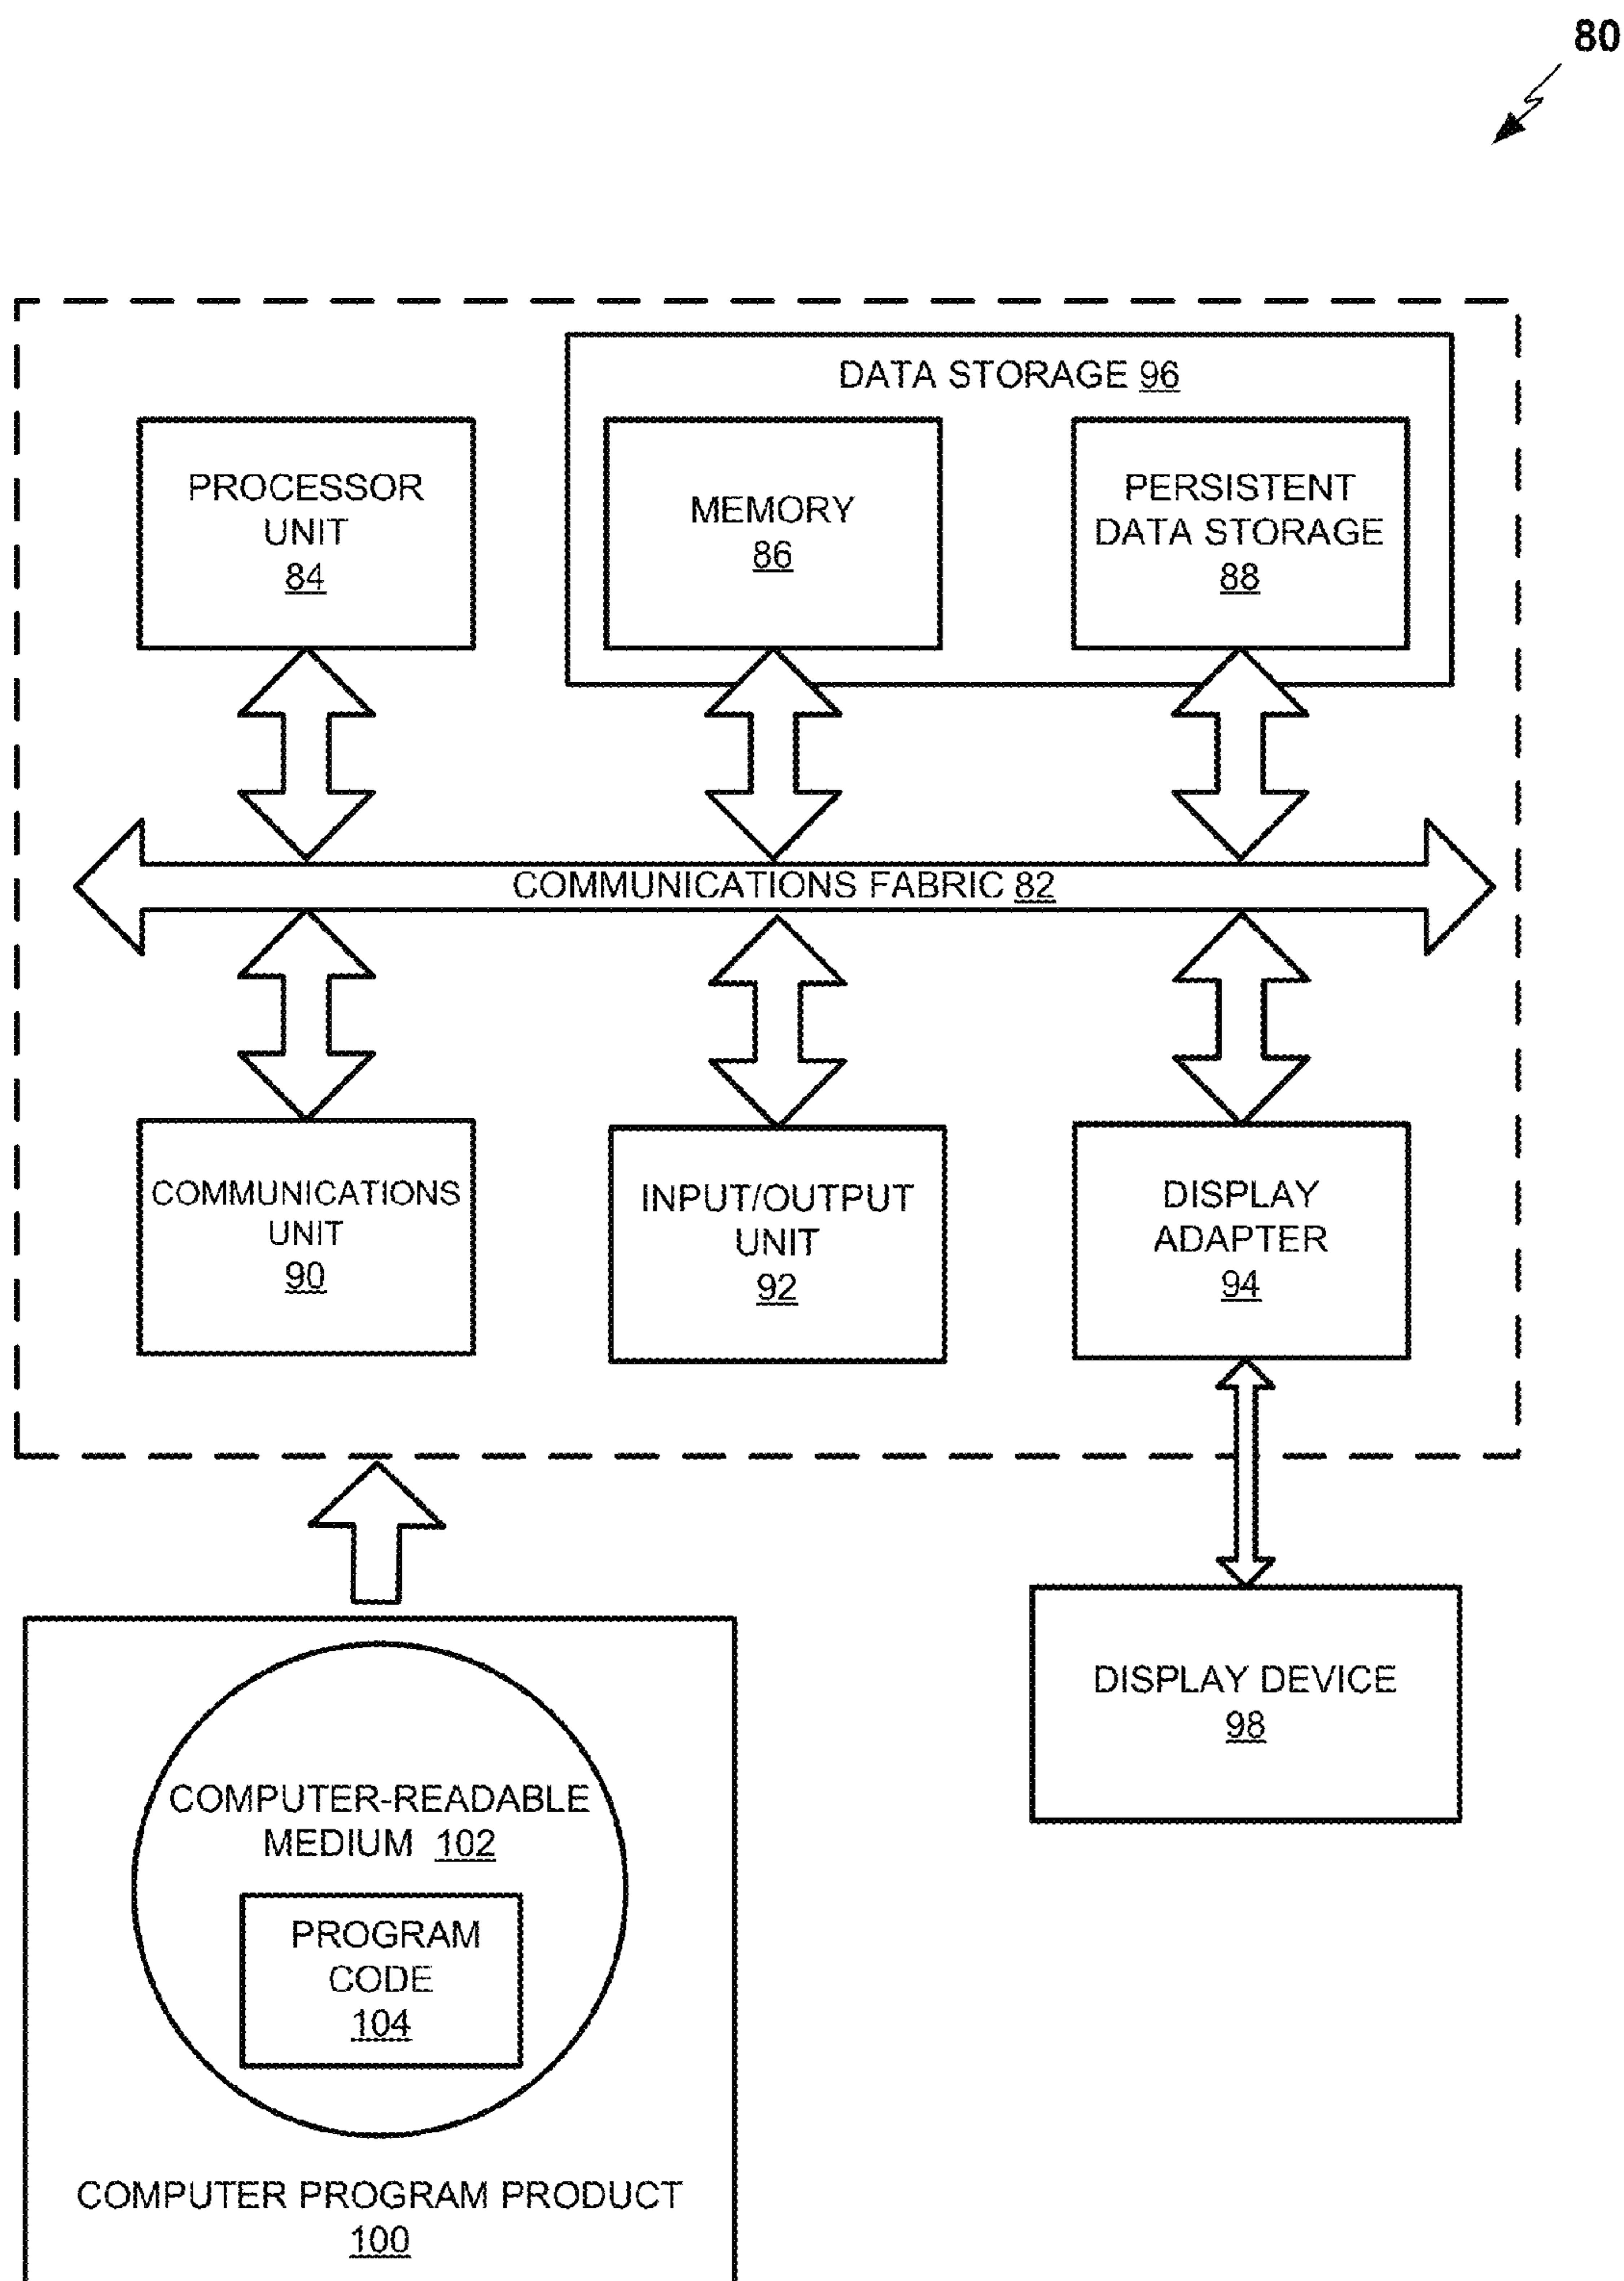 80
DATA STORAGE 96
PROCESSOR
UNIT
84
MEMORY
86
PERSISTENT
DATA STORAGE
88
COMMUNICATIONS FABRIC 82
COMMUNICATIONS
UNIT
90
INPUT/OUTPUT
UNIT
92
DISPLAY
ADAPTER
94
DISPLAY DEVICE
98
COMPUTER-READABLE
MEDIUM 102
PROGRAM
CODE
104
COMPUTER PROGRAM PRODUCT
100